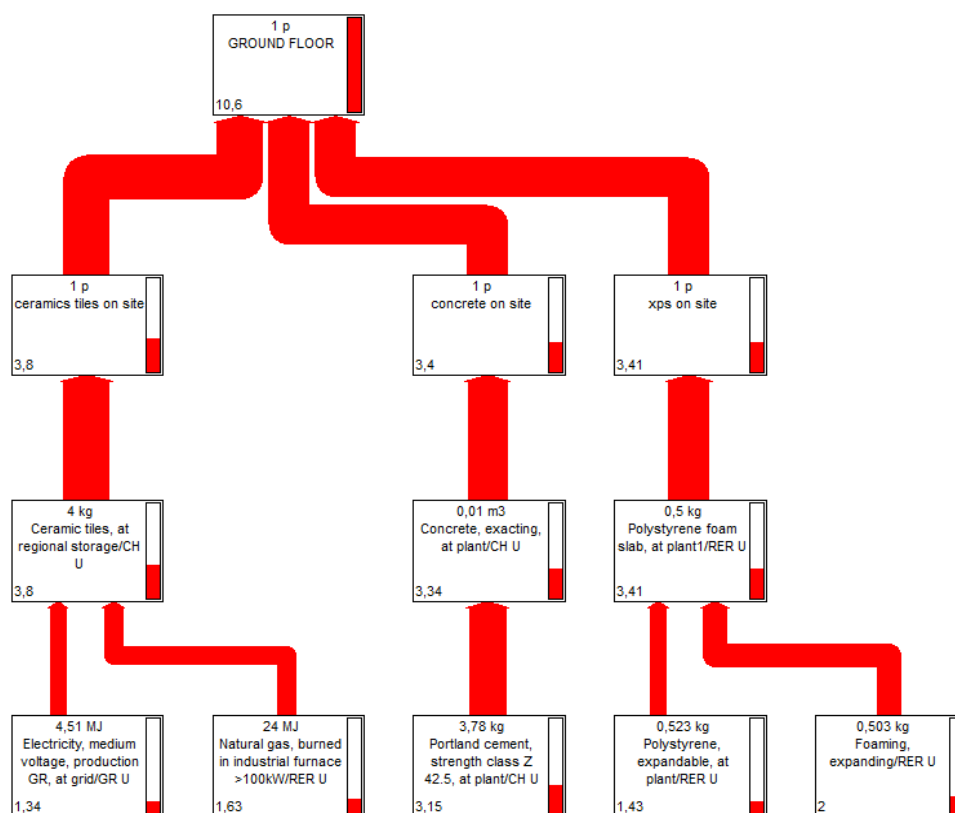 1 p
GROUND FLOOR
10,6
1 p
ceramics tiles on site
3,8
1 p
concrete on site
3,4
1 p
xps on site
3,41
4 kg
Ceramic tiles, at
regional storage/CH
U
3,8
0,01 m3
Concrete, exacting,
at plant/CH U
3,34
0,5 kg
Polystyrene foam
slab, at plant1/RER U
3,41
4,51 MJ
Electricity, medium
voltage, production
GR, at grid/GR U
1,34
24 MJ
Natural gas, burned
in industrial furnace
>100kW/RER U
1,63
3,78 kg
Portland cement,
strength class Z
42.5, at plant/CH U
3,15
0,523 kg
Polystyrene,
expandable, at
plant/RER U
1,43
0,503 kg
Foaming,
expanding/RER U
2